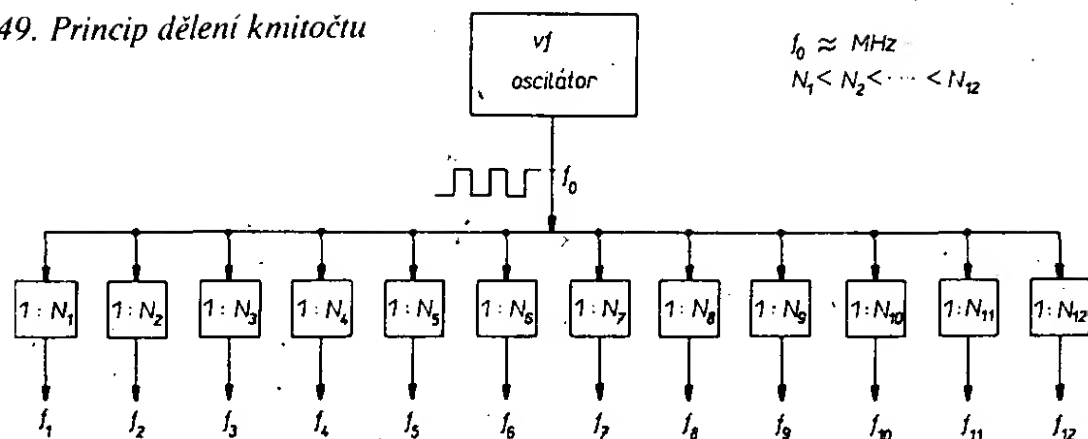 49. Princip dělení kmitočtu
vf
oscilátor
f₀ ≈ MHz
N₁ < N₂ < ··· < N₁₂
f₀
1:N₁ 1:N₂ 1:N₃ 1:N₄ 1:N₅ 1:N₆ 1:N₇ 1:N₈ 1:N₉ 1:N₁₀ 1:N₁₁ 1:N₁₂
f₁ f₂ f₃ f₄ f₅ f₆ f₇ f₈ f₉ f₁₀ f₁₁ f₁₂